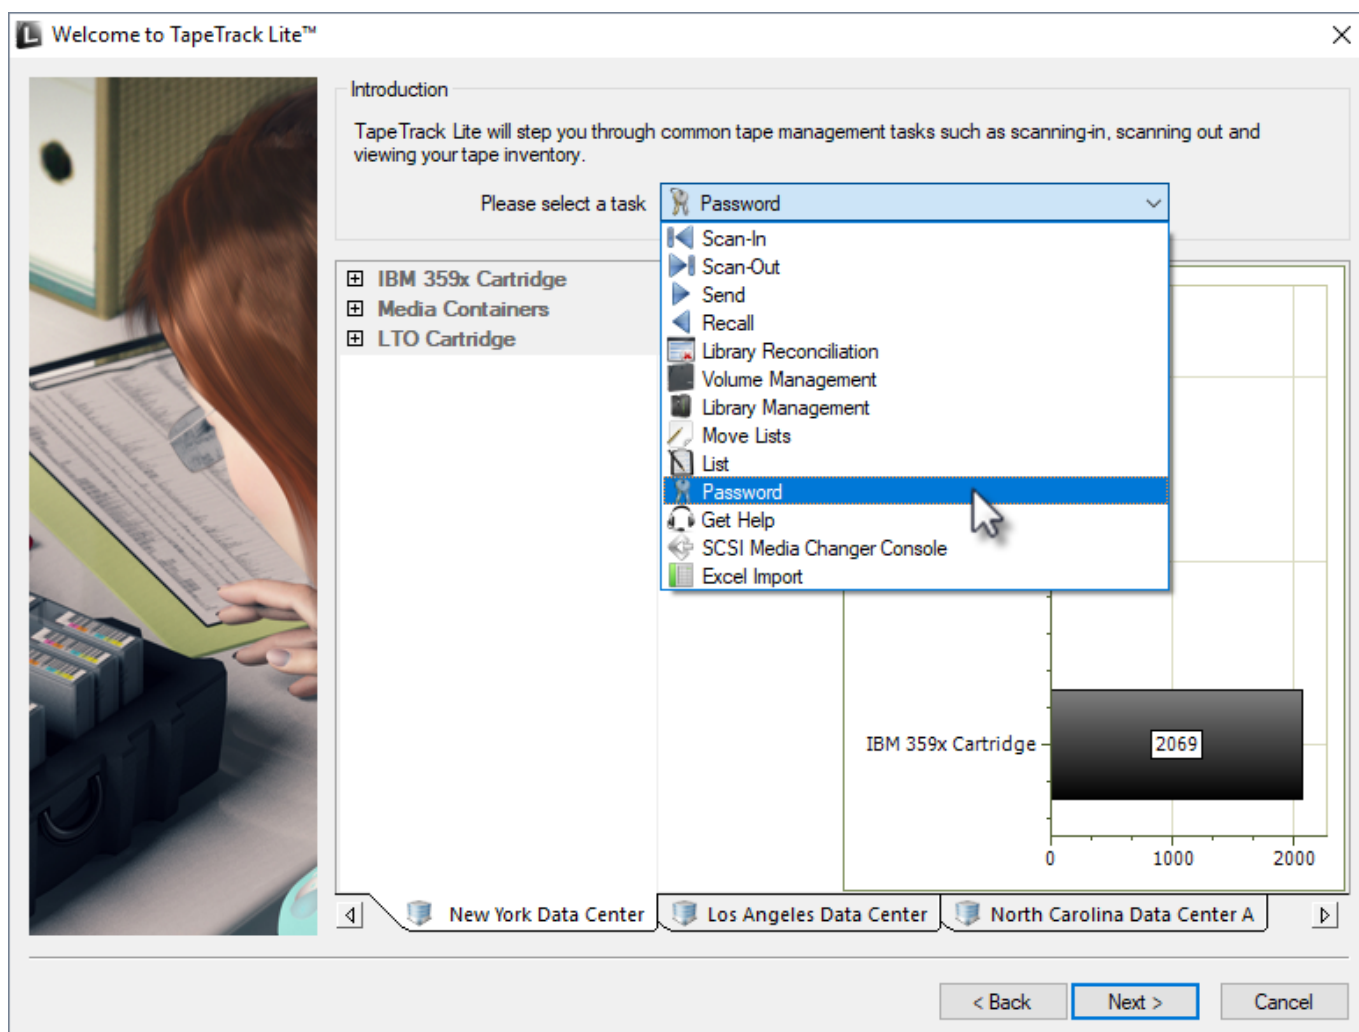 Welcome to TapeTrack Lite™
Introduction
TapeTrack Lite will step you through common tape management tasks such as scanning-in, scanning out and
viewing your tape inventory.
Please select a task
Password
Scan-In
Scan-Out
Send
Recall
Library Reconciliation
Volume Management
Library Management
Move Lists
List
Password
Get Help
SCSI Media Changer Console
Excel Import
IBM 359x Cartridge
Media Containers
LTO Cartridge
IBM 359x Cartridge
2069
0 1000 2000
New York Data Center
Los Angeles Data Center
North Carolina Data Center A
< Back
Next >
Cancel